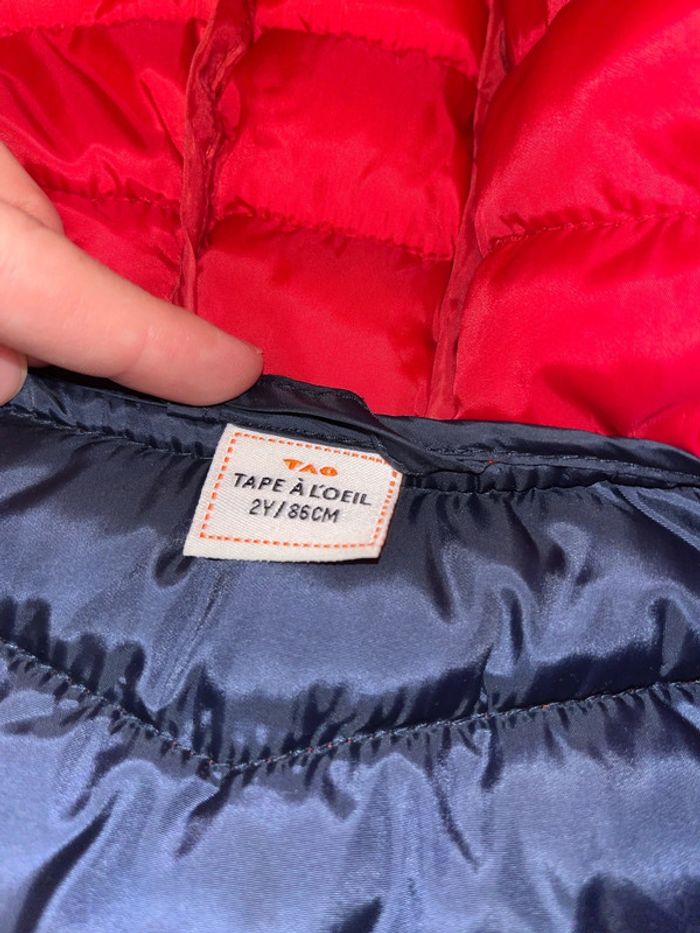 TAO
TAPE À L'OEIL
2Y/86CM